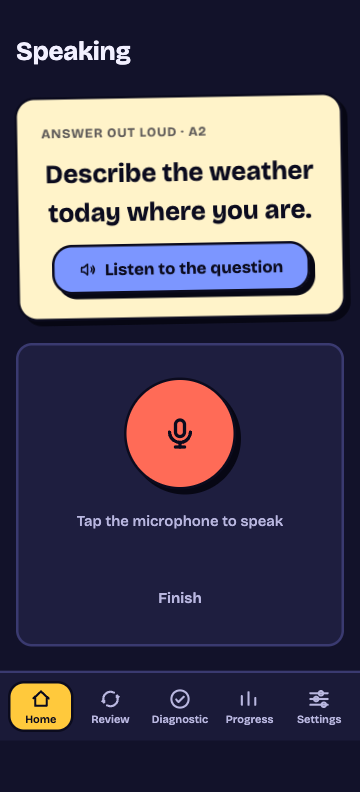 Speaking
ANSWER OUT LOUD · A2
Describe the weather
today where you are.
Listen to the question
Tap the microphone to speak
Finish
Home
Review
Diagnostic
Progress
Settings